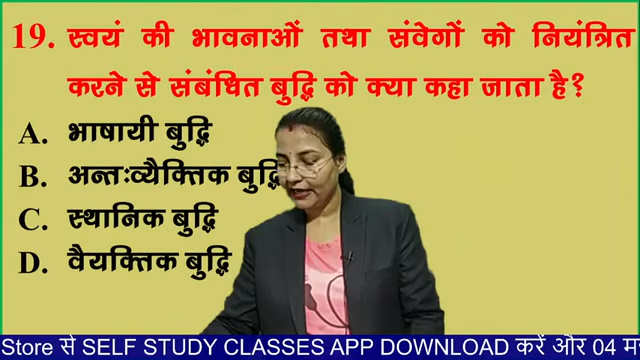 19. स्वयं की भावनाओं तथा संवेगों को नियंत्रित
करने से संबंधित बुद्धि को क्या कहा जाता है?
A. भाषायी बुद्धि
B. अन्तःव्यैक्तिक बुद्धि
C. स्थानिक बुद्धि
D. वैयक्तिक बुद्धि
Store से SELF STUDY CLASSES APP DOWNLOAD करें और 04 म